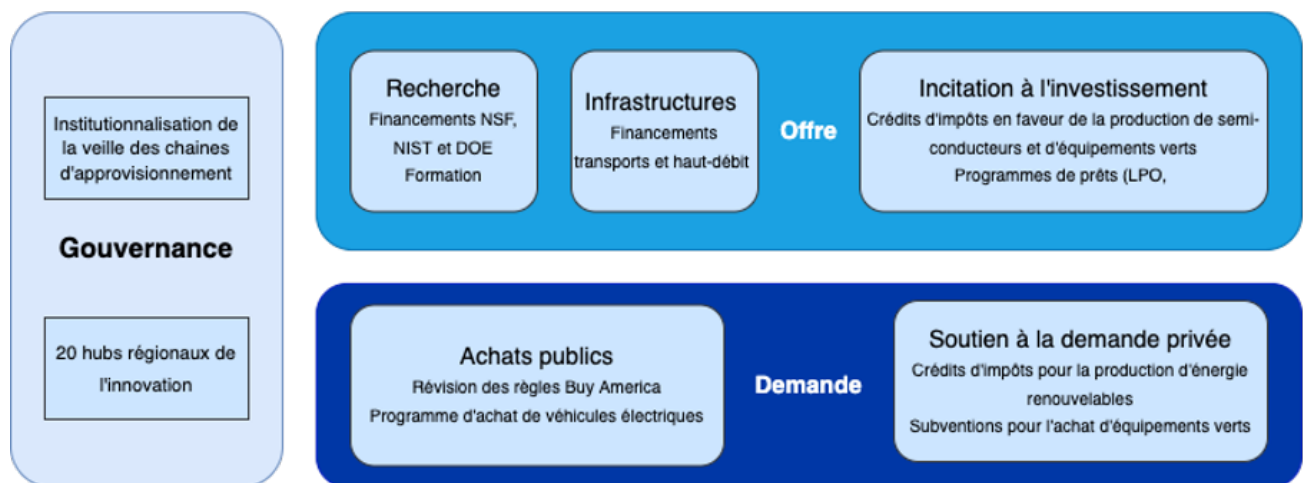 Institutionnalisation de
la veille des chaines
d'approvisionnement
Gouvernance
20 hubs régionaux de
l'innovation
Recherche
Financements NSF,
NIST et DOE
Formation
Infrastructures
Financements
transports et haut-débit
Offre
Incitation à l'investissement
Crédits d'impôts en faveur de la production de semi-
conducteurs et d'équipements verts
Programmes de prêts (LPO,
Achats publics
Révision des règles Buy America
Programme d'achat de véhicules électriques
Demande
Soutien à la demande privée
Crédits d'impôts pour la production d'énergie
renouvelables
Subventions pour l'achat d'équipements verts